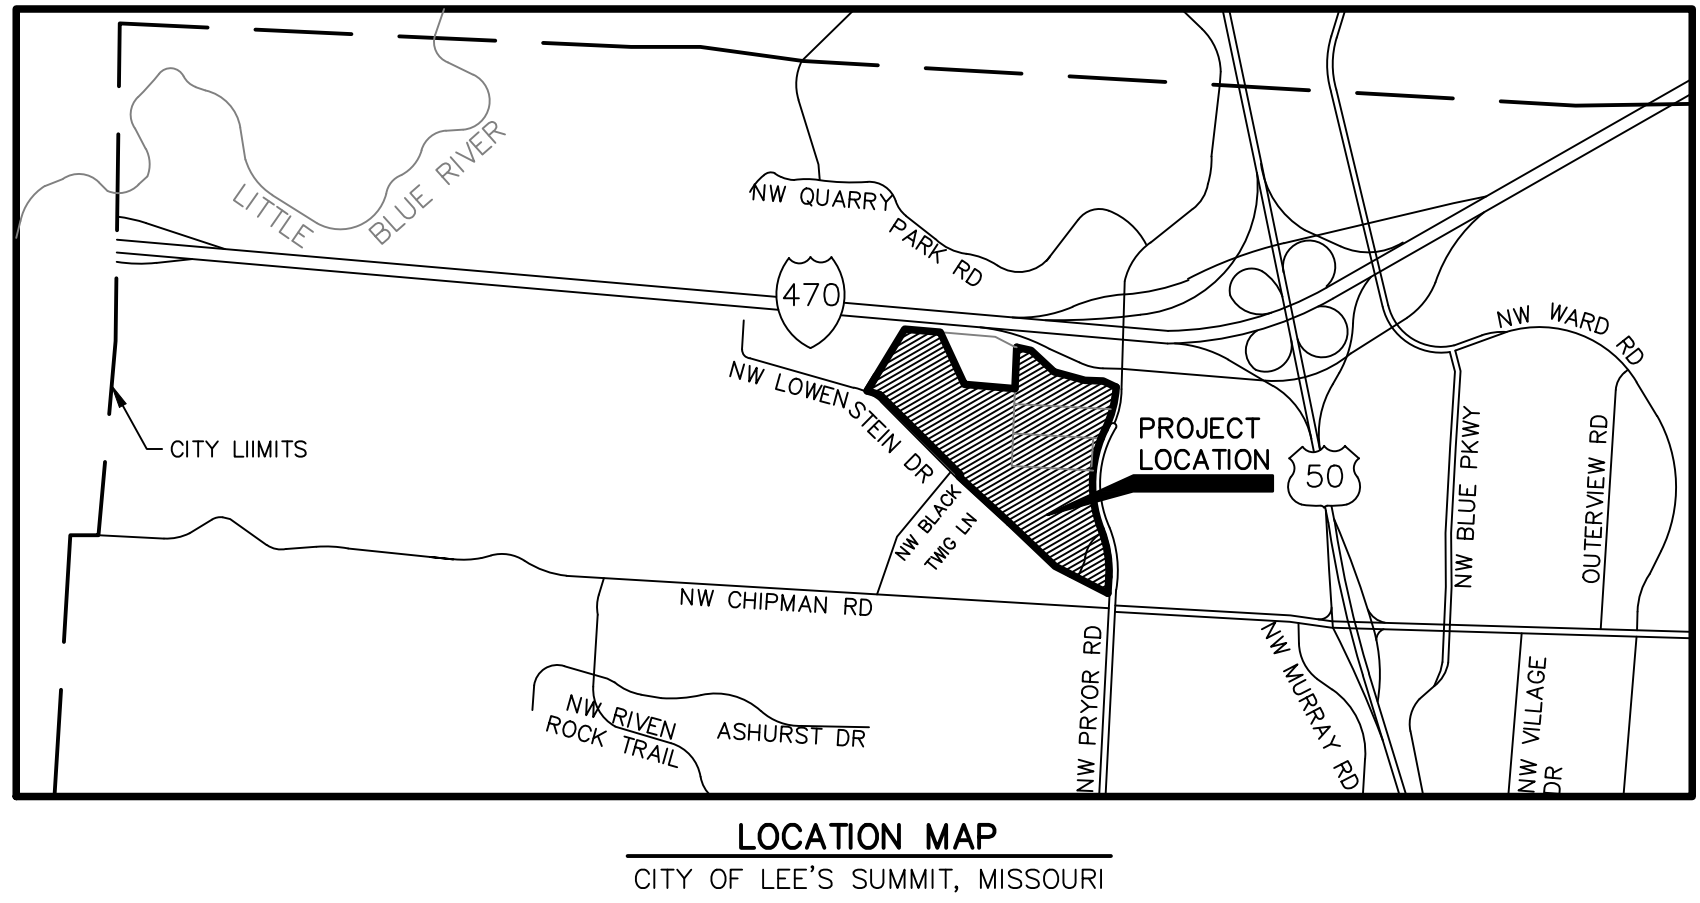 LITTLE
BLUE RIVER
NW QUARRY
PARK RD
470
NW WARD RD
NW LOWENSTEIN DR
CITY LIIMITS
PROJECT
LOCATION
50
NW BLUE PKWY
OUTERVIEW RD
NW BLACK
TWIG LN
NW CHIPMAN RD
NW PRYOR RD
NW MURRAY RD
NW VILLAGE
DR
NW RIVEN
ROCK TRAIL
ASHURST DR
LOCATION MAP
CITY OF LEE'S SUMMIT, MISSOURI